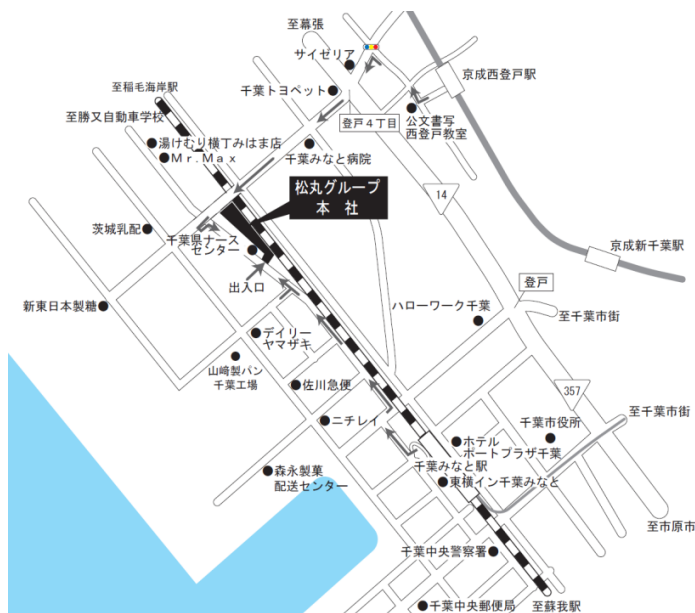 至幕張
サイゼリア
京成西登戸駅
千葉トヨペット
至稲毛海岸駅
至勝又自動車学校
登戸4丁目
公文書写
西登戸教室
湯けむり横丁みはま店
Mr.Max
千葉みなと病院
松丸グループ
本 社
14
茨城乳配
千葉県ナース
センター
京成新千葉駅
出入口
登戸
新東日本製糖
ハローワーク千葉
至千葉市街
デイリー
ヤマザキ
山﨑製パン
千葉工場
佐川急便
357
至千葉市街
ニチレイ
千葉市役所
ホテル
ポートプラザ千葉
千葉みなと駅
森永製菓
配送センター
東横イン千葉みなと
至市原市
千葉中央警察署
千葉中央郵便局
至蘇我駅